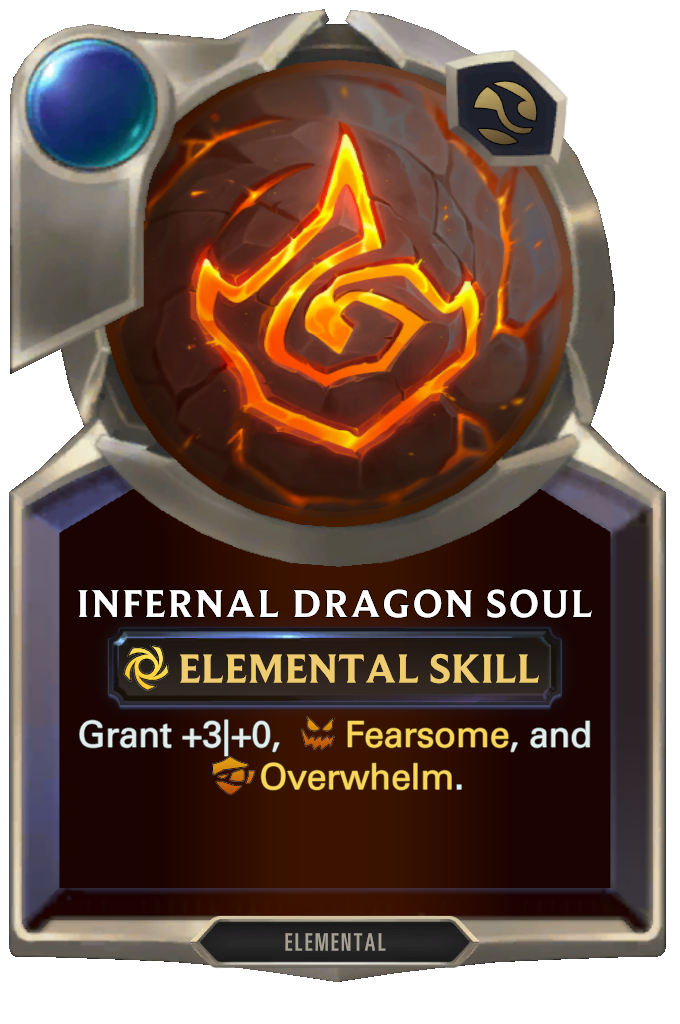 INFERNAL DRAGON SOUL
ELEMENTAL SKILL
Grant +3|+0, Fearsome, and
Overwhelm.
ELEMENTAL